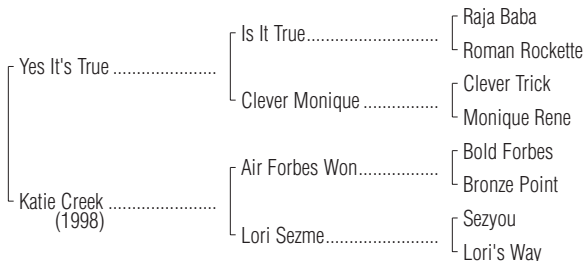 Yes It's True ........................
Katie Creek .........................
(1998)
Is It True..............................
Clever Monique .................
Air Forbes Won..................
Lori Sezme..........................
Raja Baba
Roman Rockette
Clever Trick
Monique Rene
Bold Forbes
Bronze Point
Sezyou
Lori's Way